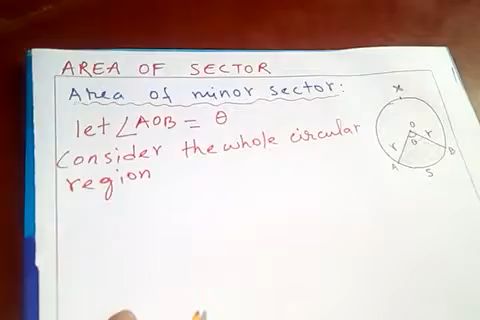 AREA OF SECTOR
Area of minor sector:
let ∠AOB = θ
Consider the whole circular
region
X
O
θ
r r
A B
S